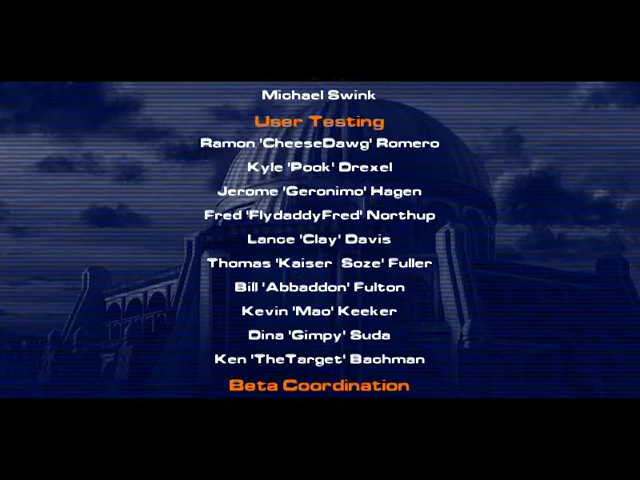 Michael Swink
User Testing
Ramon 'CheeseDawg' Romero
Kyle 'Pook' Drexel
Jerome 'Geronimo' Hagen
Fred 'FlydaddyFred' Northup
Lance 'Clay' Davis
Thomas 'Kaiser Soze' Fuller
Bill 'Abbaddon' Fulton
Kevin 'Mao' Keeker
Dina 'Gimpy' Suda
Ken 'TheTarget' Bachman
Beta Coordination